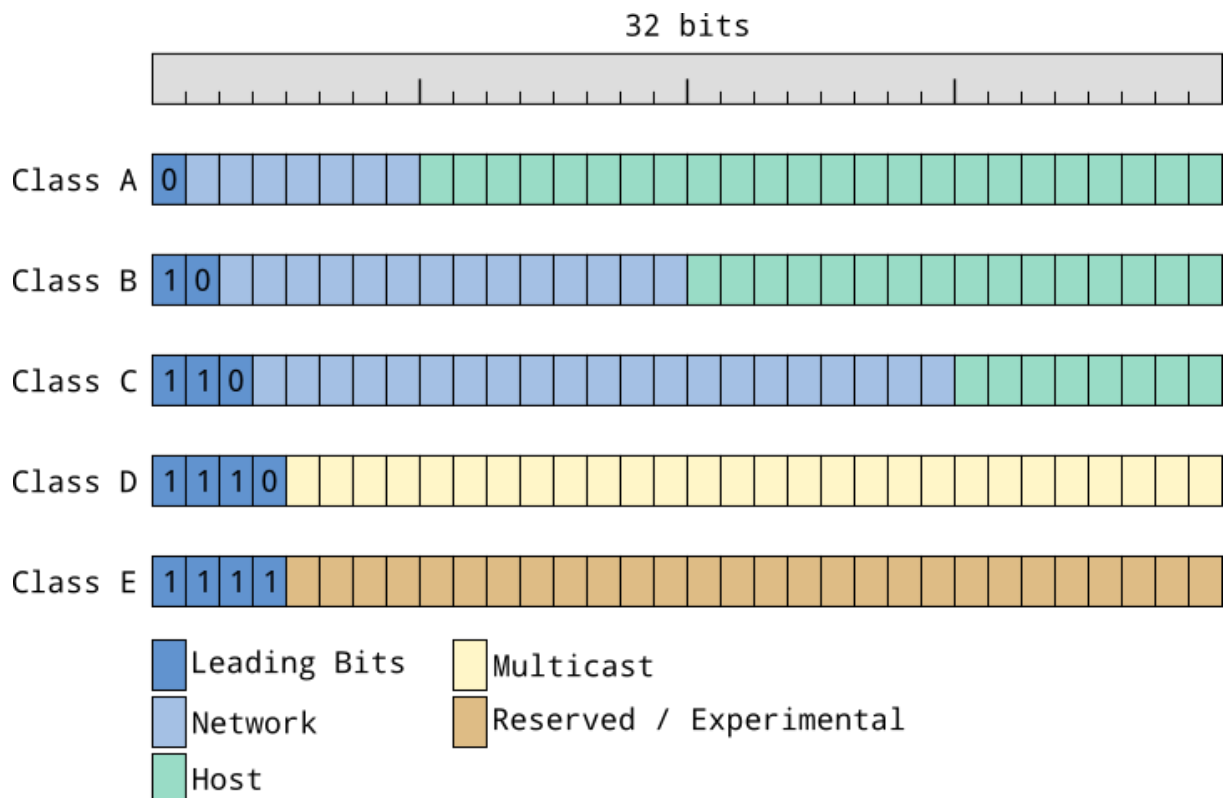 32 bits
Class A 0
Class B 1 0
Class C 1 1 0
Class D 1 1 1 0
Class E 1 1 1 1
Leading Bits
Multicast
Network
Reserved / Experimental
Host